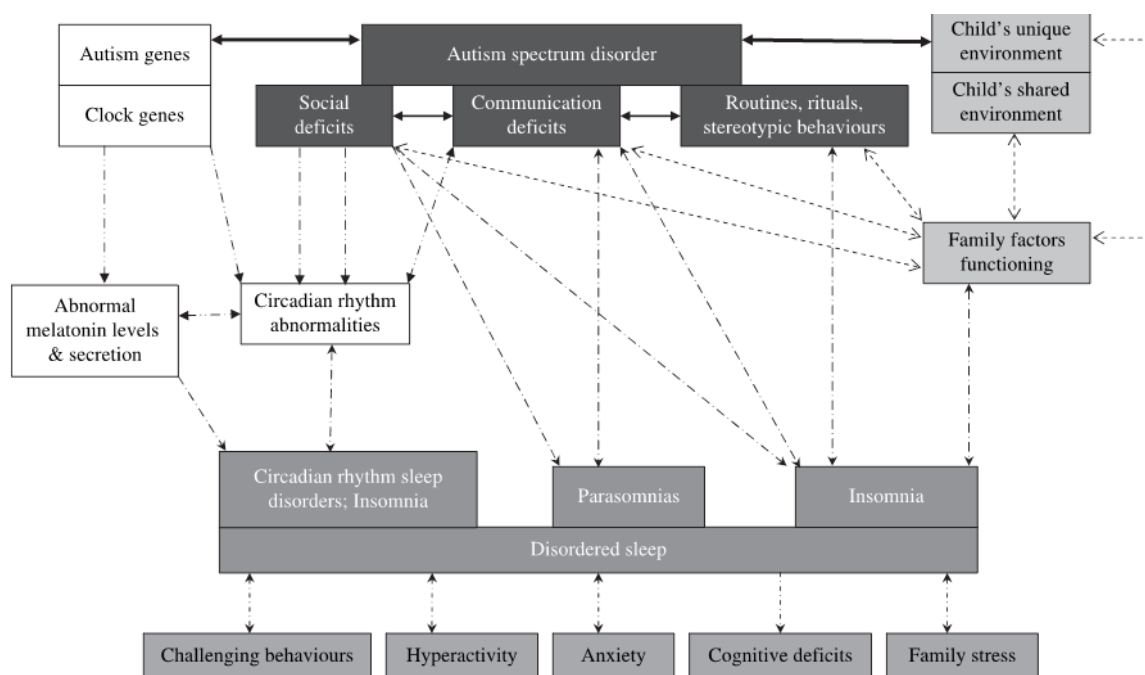 Autism genes
Autism spectrum disorder
Child's unique
environment
Clock genes
Social
deficits
Communication
deficits
Routines, rituals,
stereotypic behaviours
Child's shared
environment
Family factors
functioning
Abnormal
melatonin levels
& secretion
Circadian rhythm
abnormalities
Circadian rhythm sleep
disorders; Insomnia
Parasomnias
Insomnia
Disordered sleep
Challenging behaviours
Hyperactivity
Anxiety
Cognitive deficits
Family stress